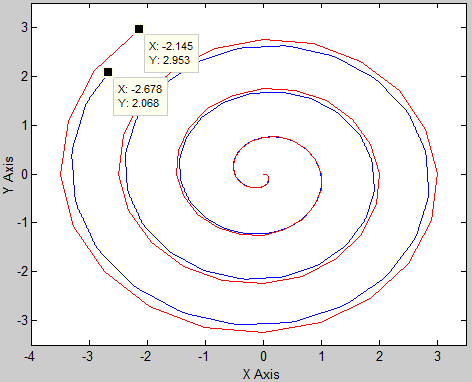 X: -2.145
Y: 2.953
X: -2.678
Y: 2.068
3
2
1
0
-1
-2
-3
Y Axis
-4 -3 -2 -1 0 1 2 3
X Axis